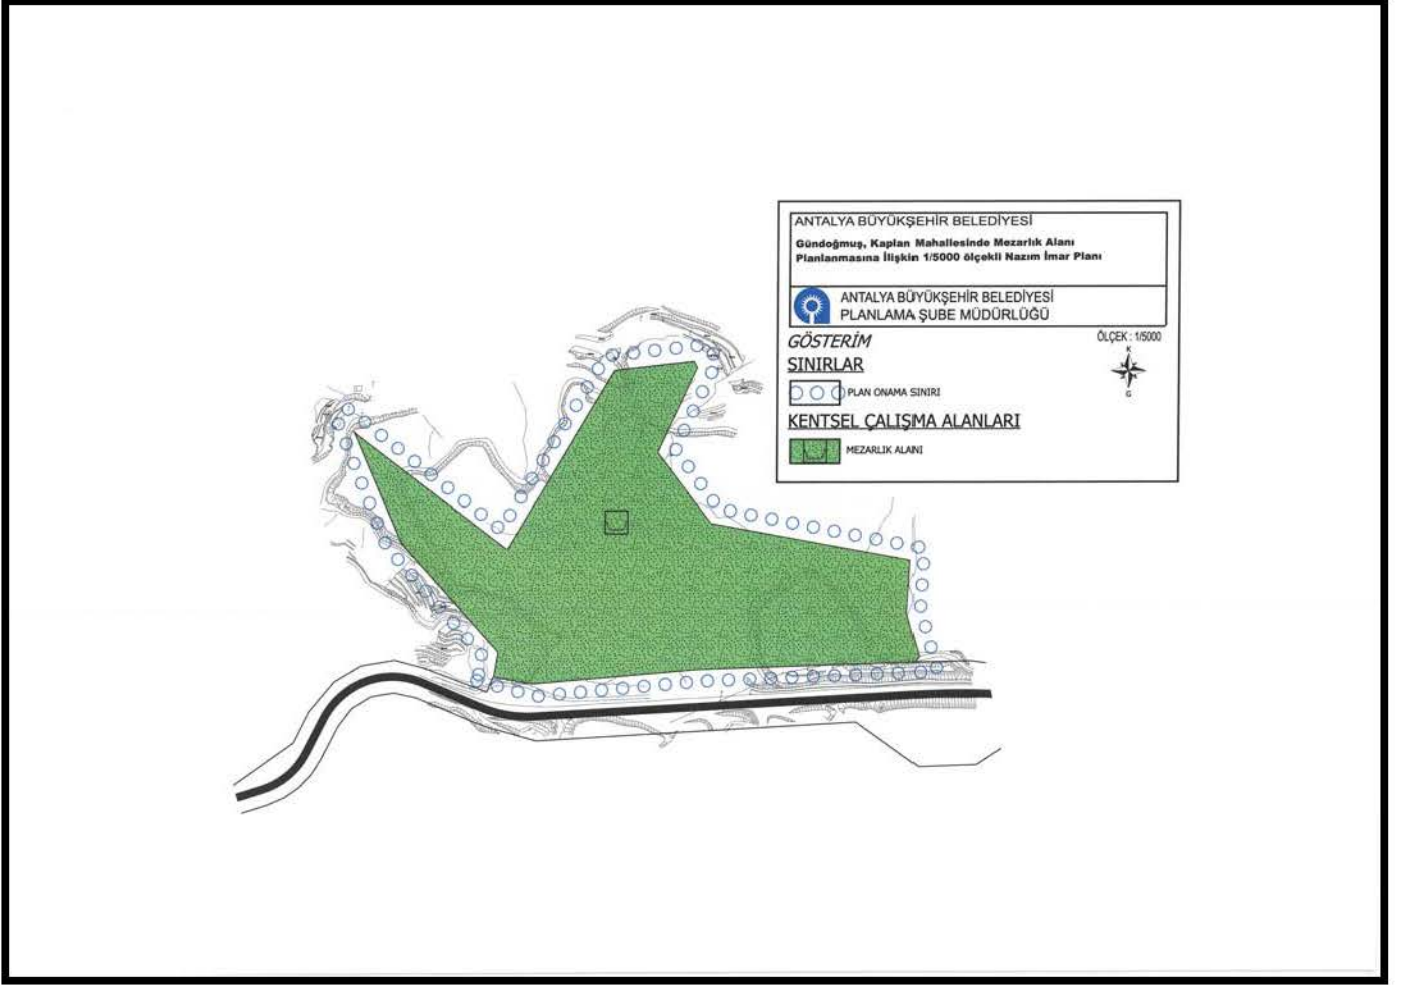 ANTALYA BÜYÜKŞEHİR BELEDİYESİ
Gündoğmuş, Kaplan Mahallesinde Mezarlık Alanı
Planlanmasına İlişkin 1/5000 ölçekli Nazım İmar Planı
ANTALYA BÜYÜKŞEHİR BELEDİYESİ
PLANLAMA ŞUBE MÜDÜRLÜĞÜ
GÖSTERİM
ÖLÇEK : 1/5000
K
G
SINIRLAR
PLAN ONAMA SINIRI
KENTSEL ÇALIŞMA ALANLARI
MEZARLIK ALANI